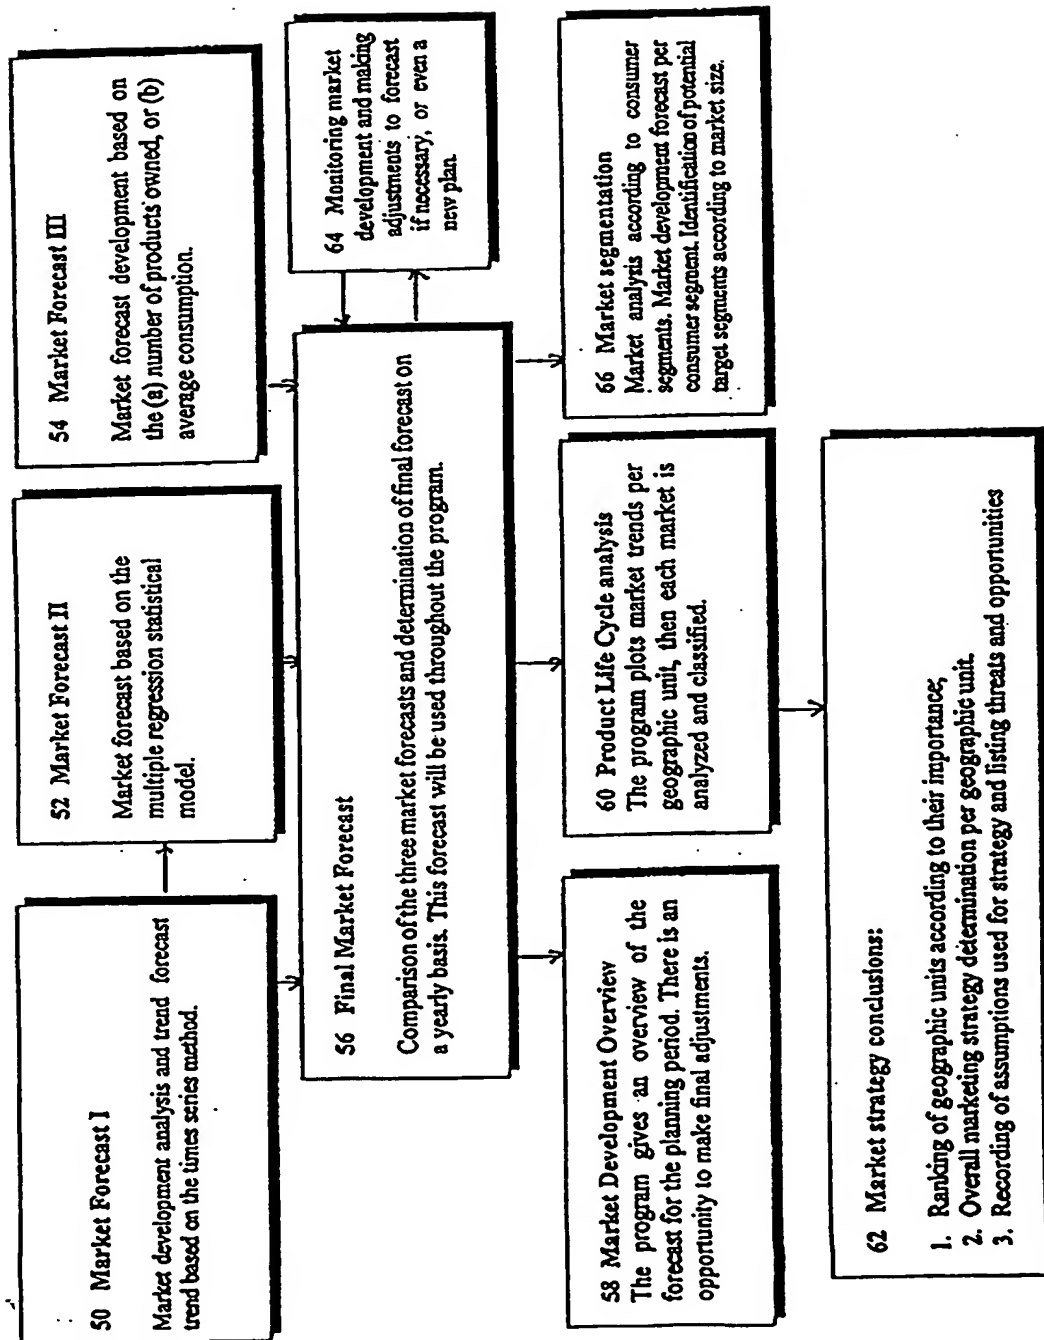 50 Market Forecast I
Market development analysis and trend forecast
trend based on the times series method.
52 Market Forecast II
Market forecast based on the
multiple regression statistical
model.
54 Market Forecast III
Market forecast development based on
the (a) number of products owned, or (b)
average consumption.
56 Final Market Forecast
Comparison of the three market forecasts and determination of final forecast on
a yearly basis. This forecast will be used throughout the program.
64 Monitoring market
development and making
adjustments to forecast
if necessary, or even a
new plan.
58 Market Development Overview
The program gives an overview of the
forecast for the planning period. There is an
opportunity to make final adjustments.
60 Product Life Cycle analysis
The program plots market trends per
geographic unit, then each market is
analyzed and classified.
66 Market segmentation
Market analysis according to consumer
segments. Market development forecast per
consumer segment. Identification of potential
target segments according to market size.
62 Market strategy conclusions:
1. Ranking of geographic units according to their importance;
2. Overall marketing strategy determination per geographic unit.
3. Recording of assumptions used for strategy and listing threats and opportunities